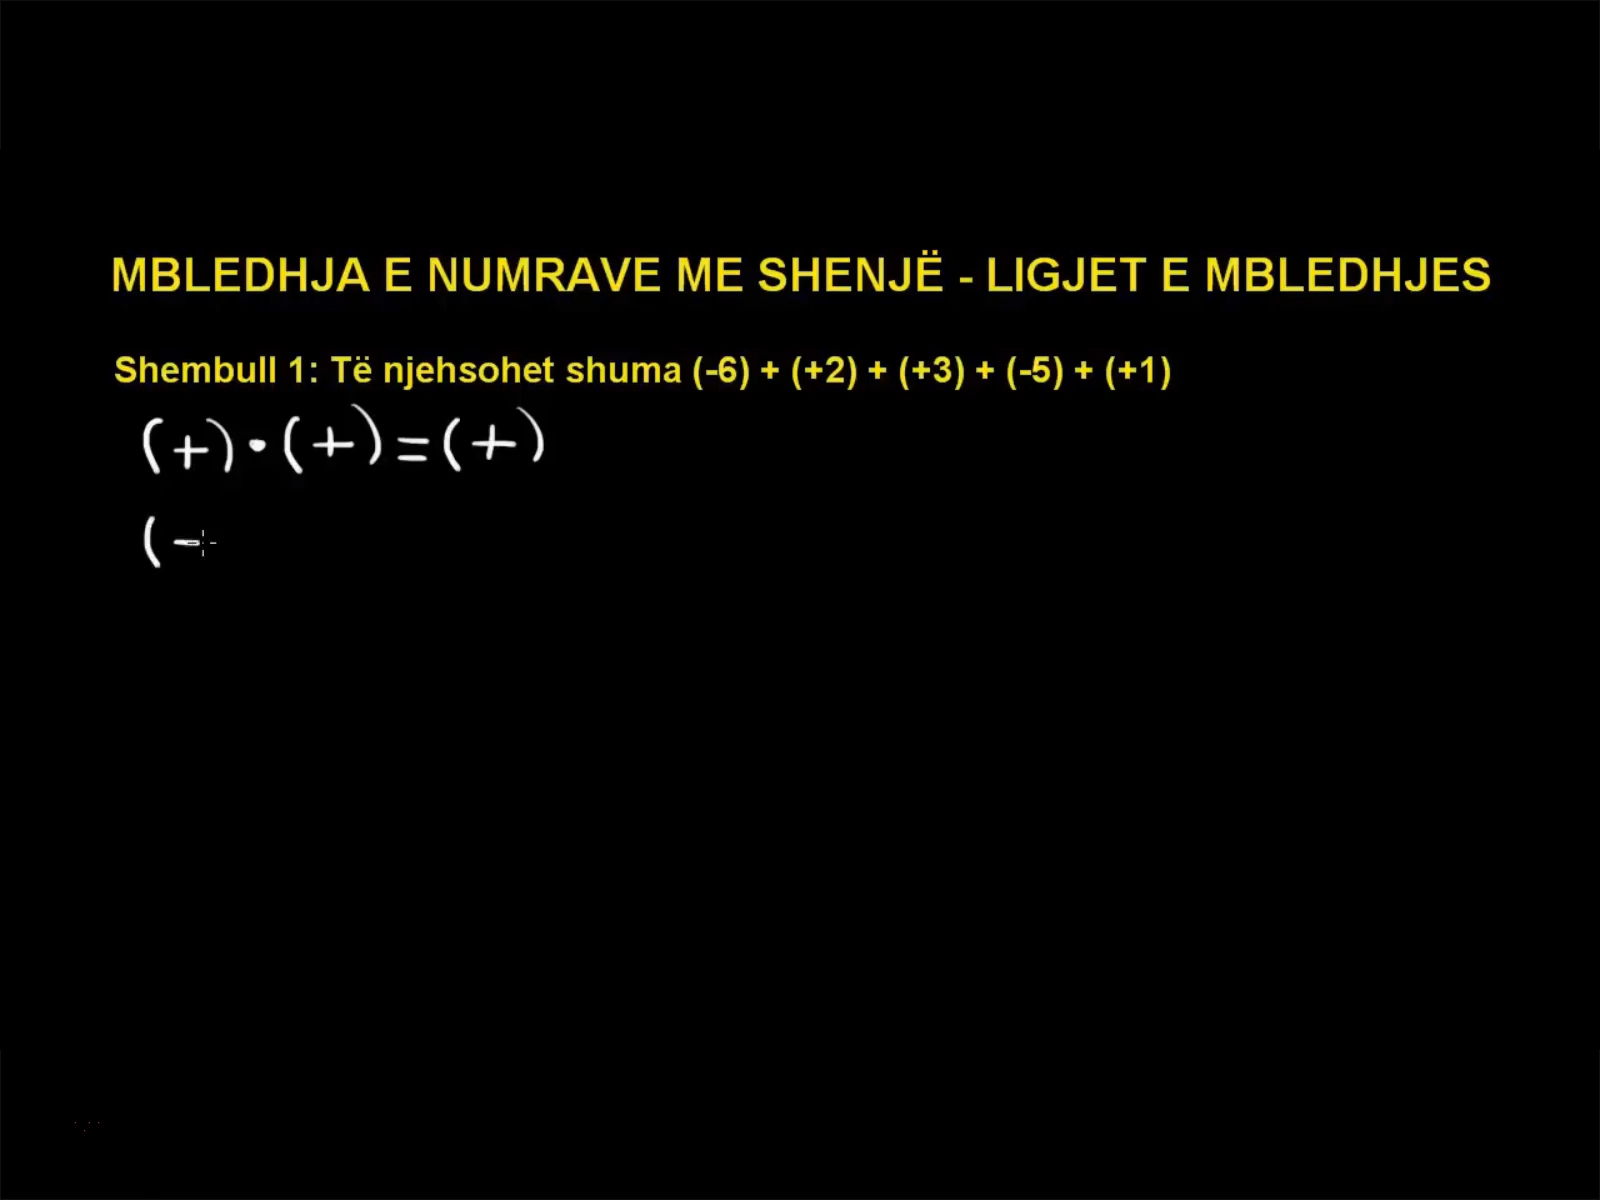 MBLEDHJA E NUMRAVE ME SHENJË - LIGJET E MBLEDHJES
Shembull 1: Të njehsohet shuma (-6) + (+2) + (+3) + (-5) + (+1)
(+)·(+)=(+)
(-